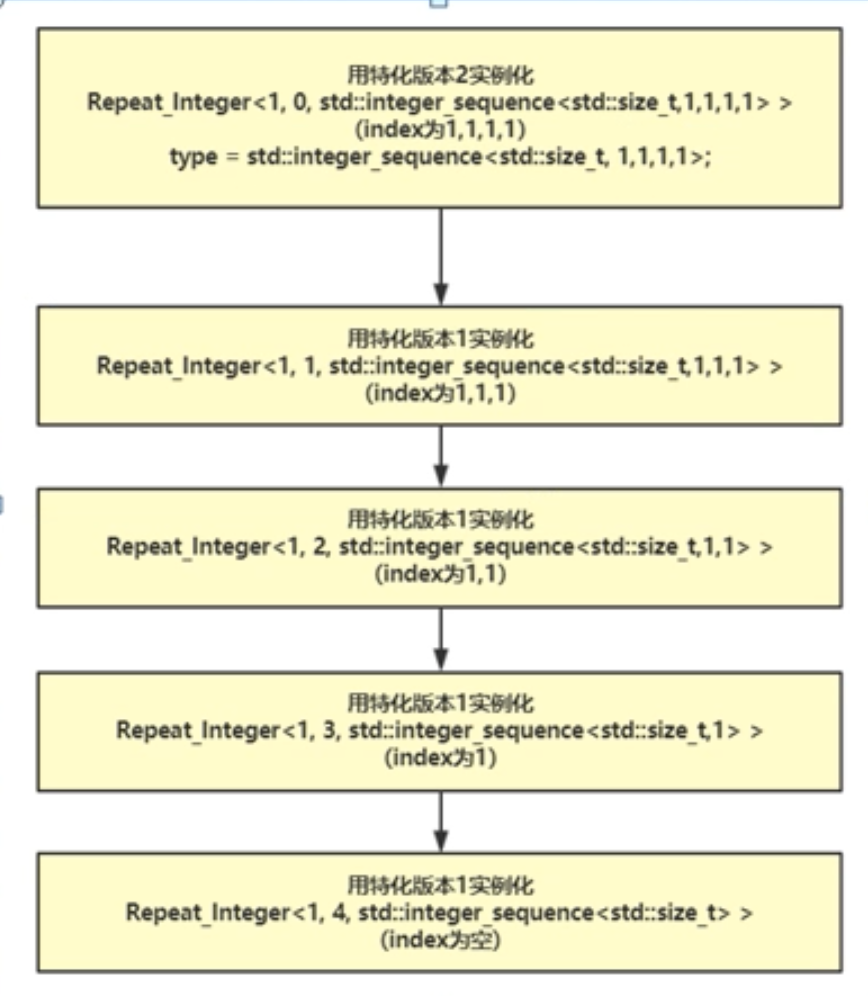 用特化版本2实例化
Repeat_Integer<1, 0, std::integer_sequence<std::size_t,1,1,1,1> >
(index为1,1,1,1)
type = std::integer_sequence<std::size_t, 1,1,1,1>;
用特化版本1实例化
Repeat_Integer<1, 1, std::integer_sequence<std::size_t,1,1,1> >
(index为1,1,1)
用特化版本1实例化
Repeat_Integer<1, 2, std::integer_sequence<std::size_t,1,1> >
(index为1,1)
用特化版本1实例化
Repeat_Integer<1, 3, std::integer_sequence<std::size_t,1> >
(index为1)
用特化版本1实例化
Repeat_Integer<1, 4, std::integer_sequence<std::size_t> >
(index为空)